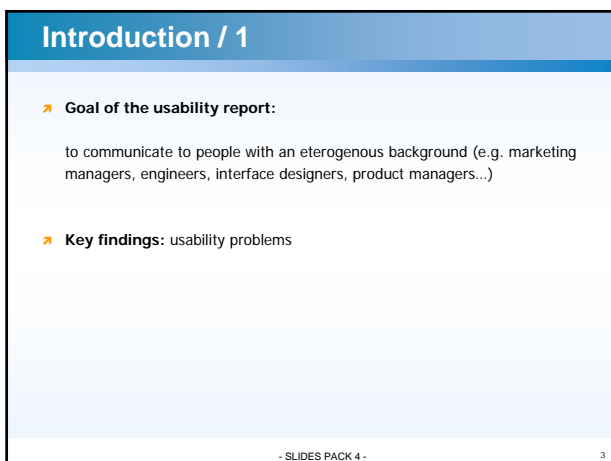 Introduction / 1
Goal of the usability report:
to communicate to people with an eterogenous background (e.g. marketing
managers, engineers, interface designers, product managers...)
Key findings: usability problems
- SLIDES PACK 4 -
3